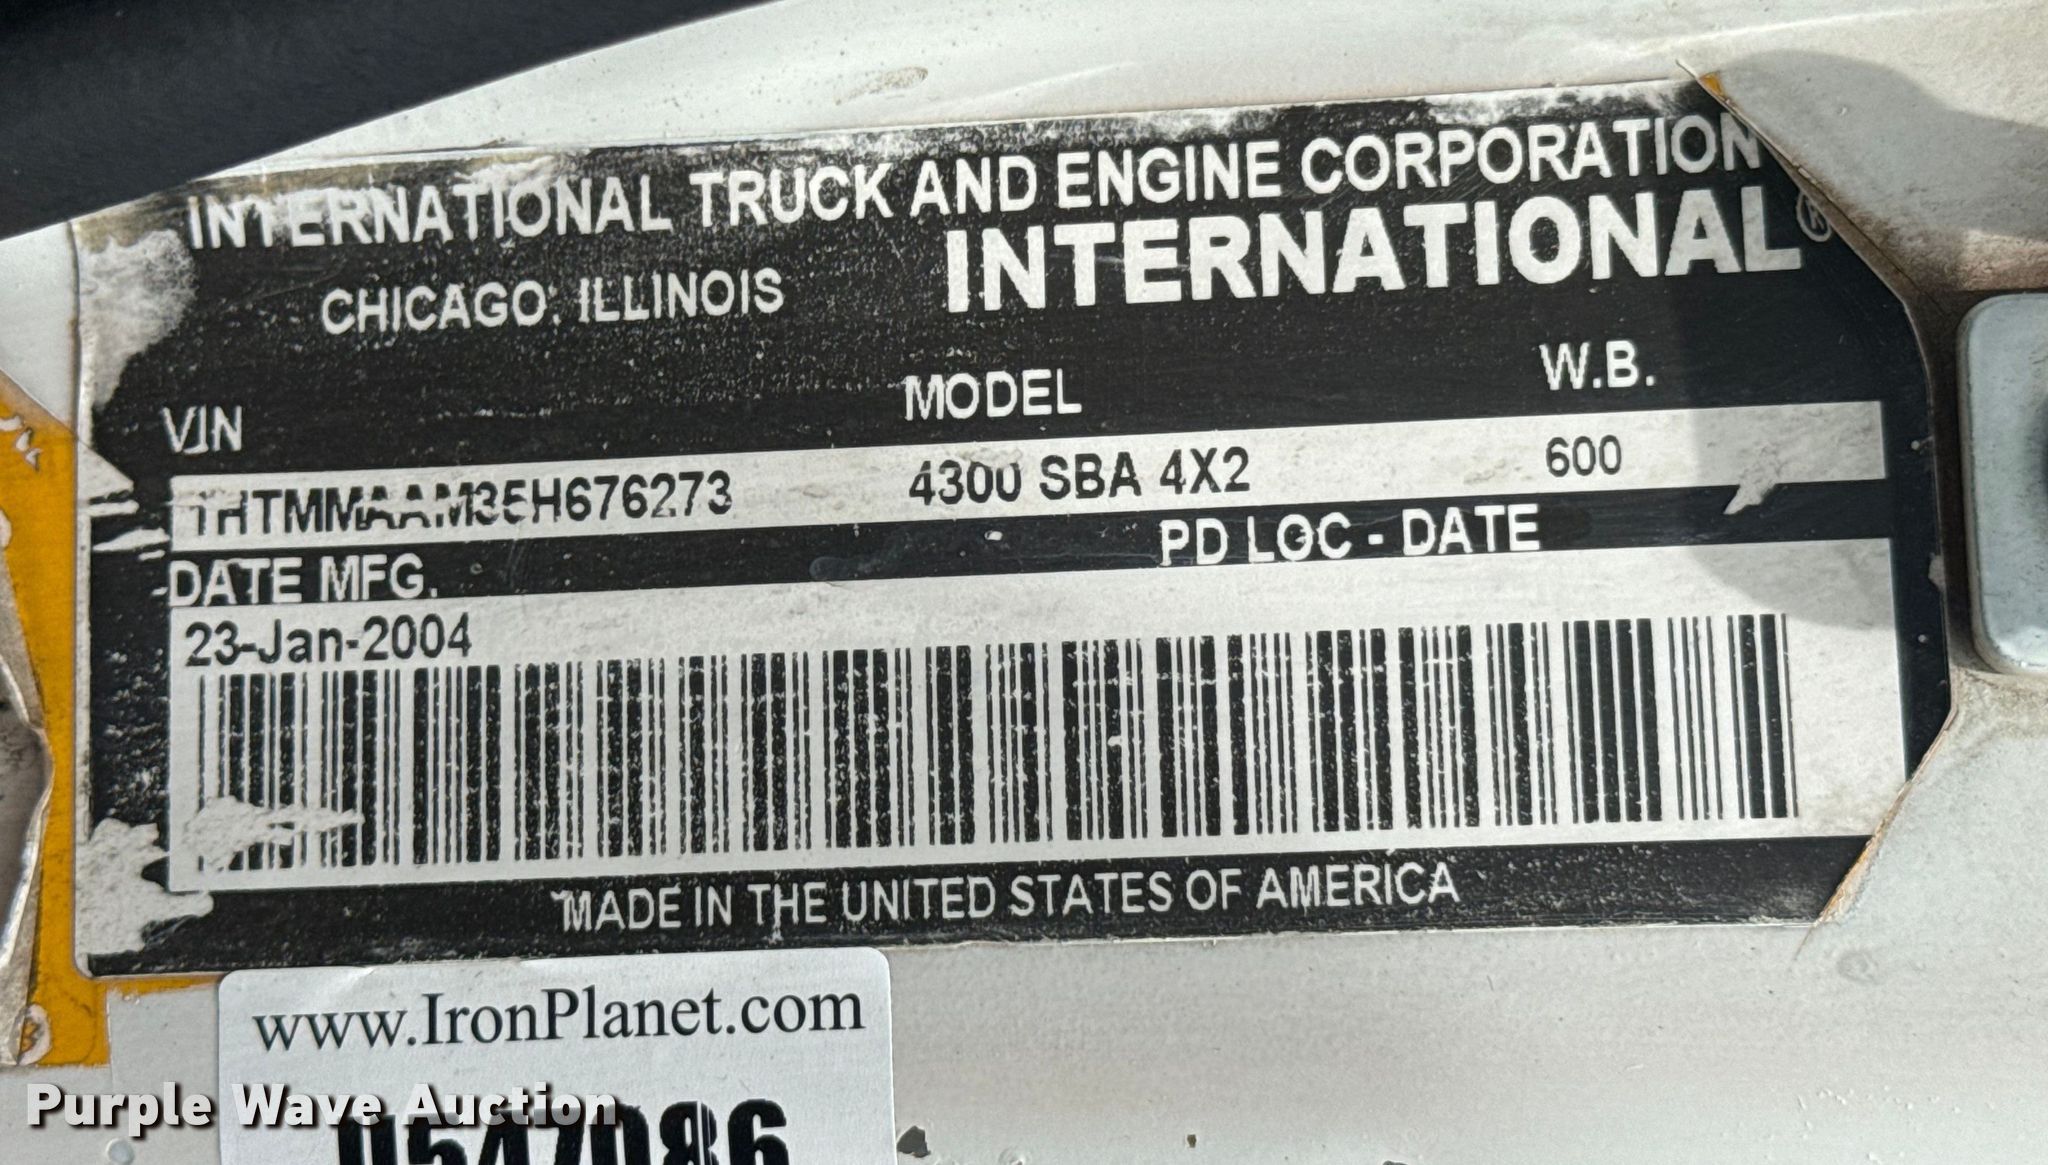 INTERNATIONAL TRUCK AND ENGINE CORPORATION
CHICAGO, ILLINOIS
INTERNATIONAL®
VIN MODEL W.B.
1HTMMAAM35H676273 4300 SBA 4X2 600
DATE MFG. PD LOC - DATE
23-Jan-2004
MADE IN THE UNITED STATES OF AMERICA
www.IronPlanet.com
Purple Wave Auction
0547086